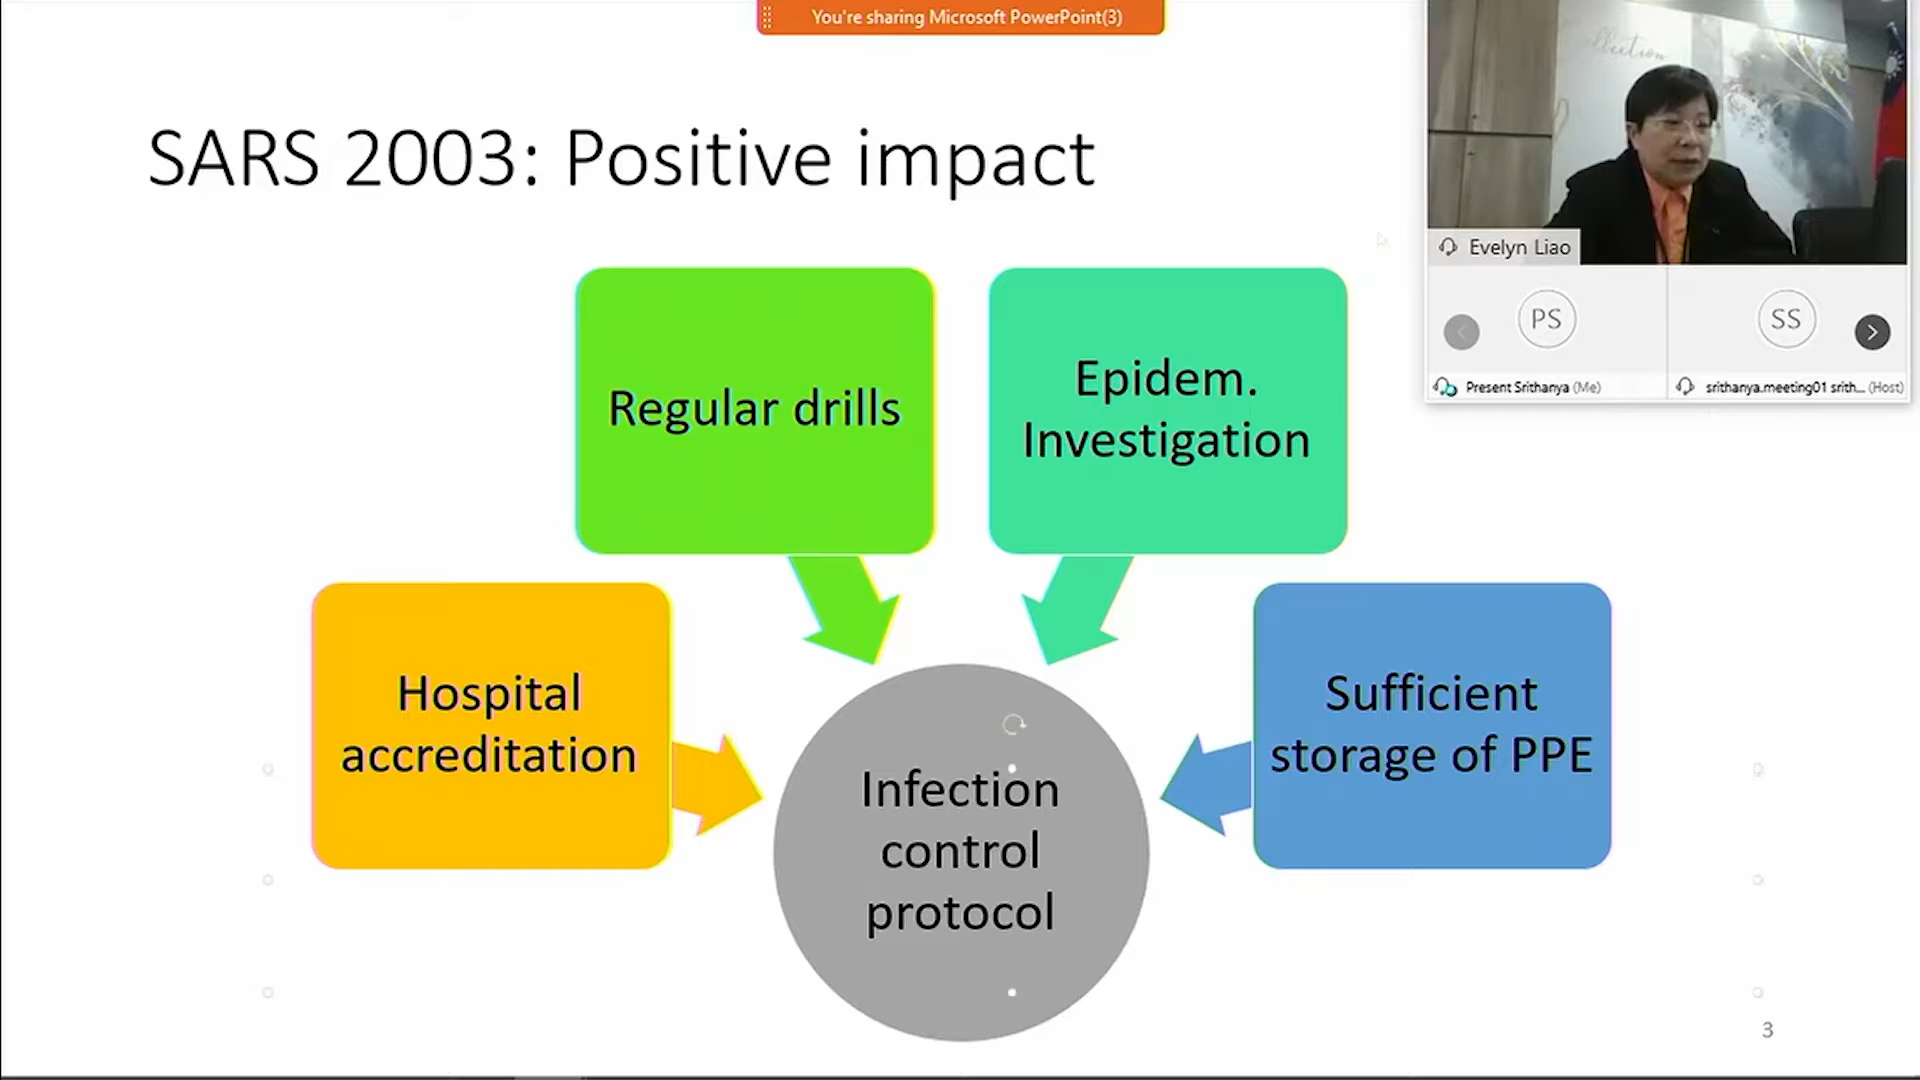 You're sharing Microsoft PowerPoint(3)
SARS 2003: Positive impact
Evelyn Liao
PS
SS
Present Srithanya (Me)
srithanya.meeting01 srith... (Host)
Regular drills
Epidem.
Investigation
Hospital
accreditation
Sufficient
storage of PPE
Infection
control
protocol
3